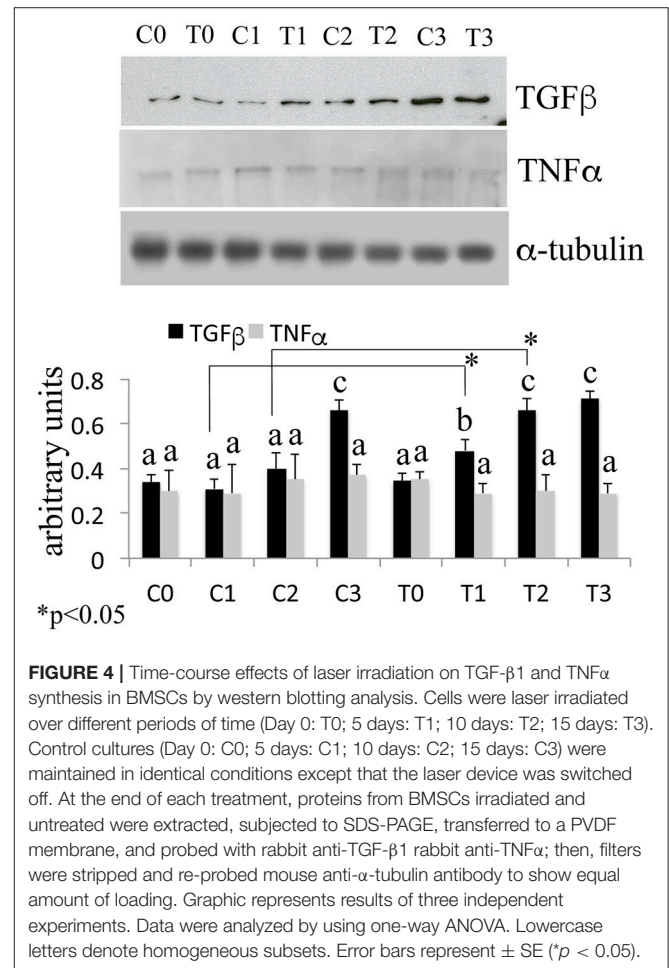 C0 T0 C1 T1 C2 T2 C3 T3
TGFβ
TNFα
α-tubulin
TGFβ TNFα
* *
arbitrary units
0.8
0.6
0.4
0.2
0
a a a a a a c a a a b a c a c a
C0 C1 C2 C3 T0 T1 T2 T3
*p<0.05
FIGURE 4 | Time-course effects of laser irradiation on TGF-β1 and TNFα
synthesis in BMSCs by western blotting analysis. Cells were laser irradiated
over different periods of time (Day 0: T0; 5 days: T1; 10 days: T2; 15 days: T3).
Control cultures (Day 0: C0; 5 days: C1; 10 days: C2; 15 days: C3) were
maintained in identical conditions except that the laser device was switched
off. At the end of each treatment, proteins from BMSCs irradiated and
untreated were extracted, subjected to SDS-PAGE, transferred to a PVDF
membrane, and probed with rabbit anti-TGF-β1 rabbit anti-TNFα; then, filters
were stripped and re-probed mouse anti-α-tubulin antibody to show equal
amount of loading. Graphic represents results of three independent
experiments. Data were analyzed by using one-way ANOVA. Lowercase
letters denote homogeneous subsets. Error bars represent ± SE (*p < 0.05).